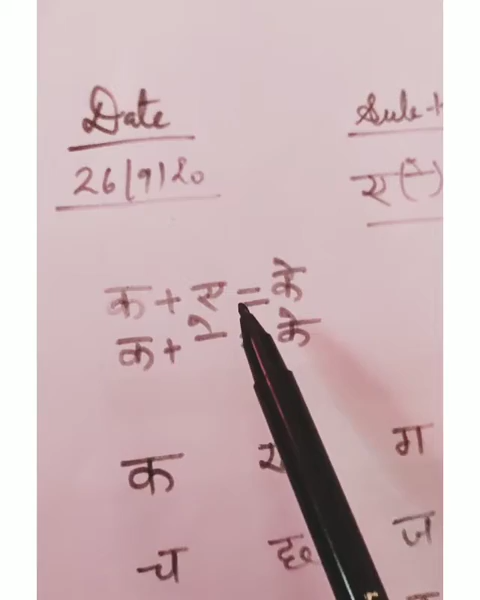 Date
26/9/20
ए (े)
क + ए = के
क + े = के
क ग
च छ ज